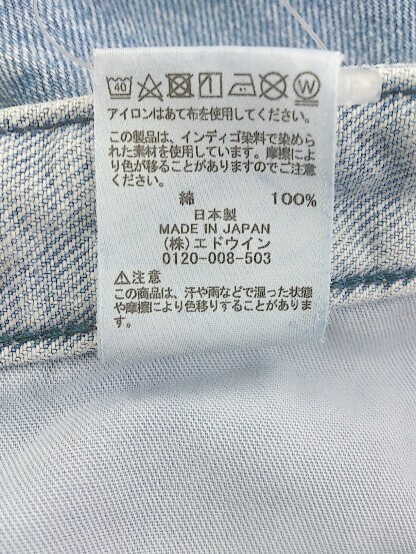 40 W
アイロンはあて布を使用してください。
この製品は、インディゴ染料で染めら
れた素材を使用しています。摩擦によ
り色が移ることがありますのでご注意
ください。
綿 100%
日本製
MADE IN JAPAN
(株)エドウイン
0120-008-503
⚠注意
この商品は、汗や雨などで湿った状態
や摩擦により色移りすることがありま
す。